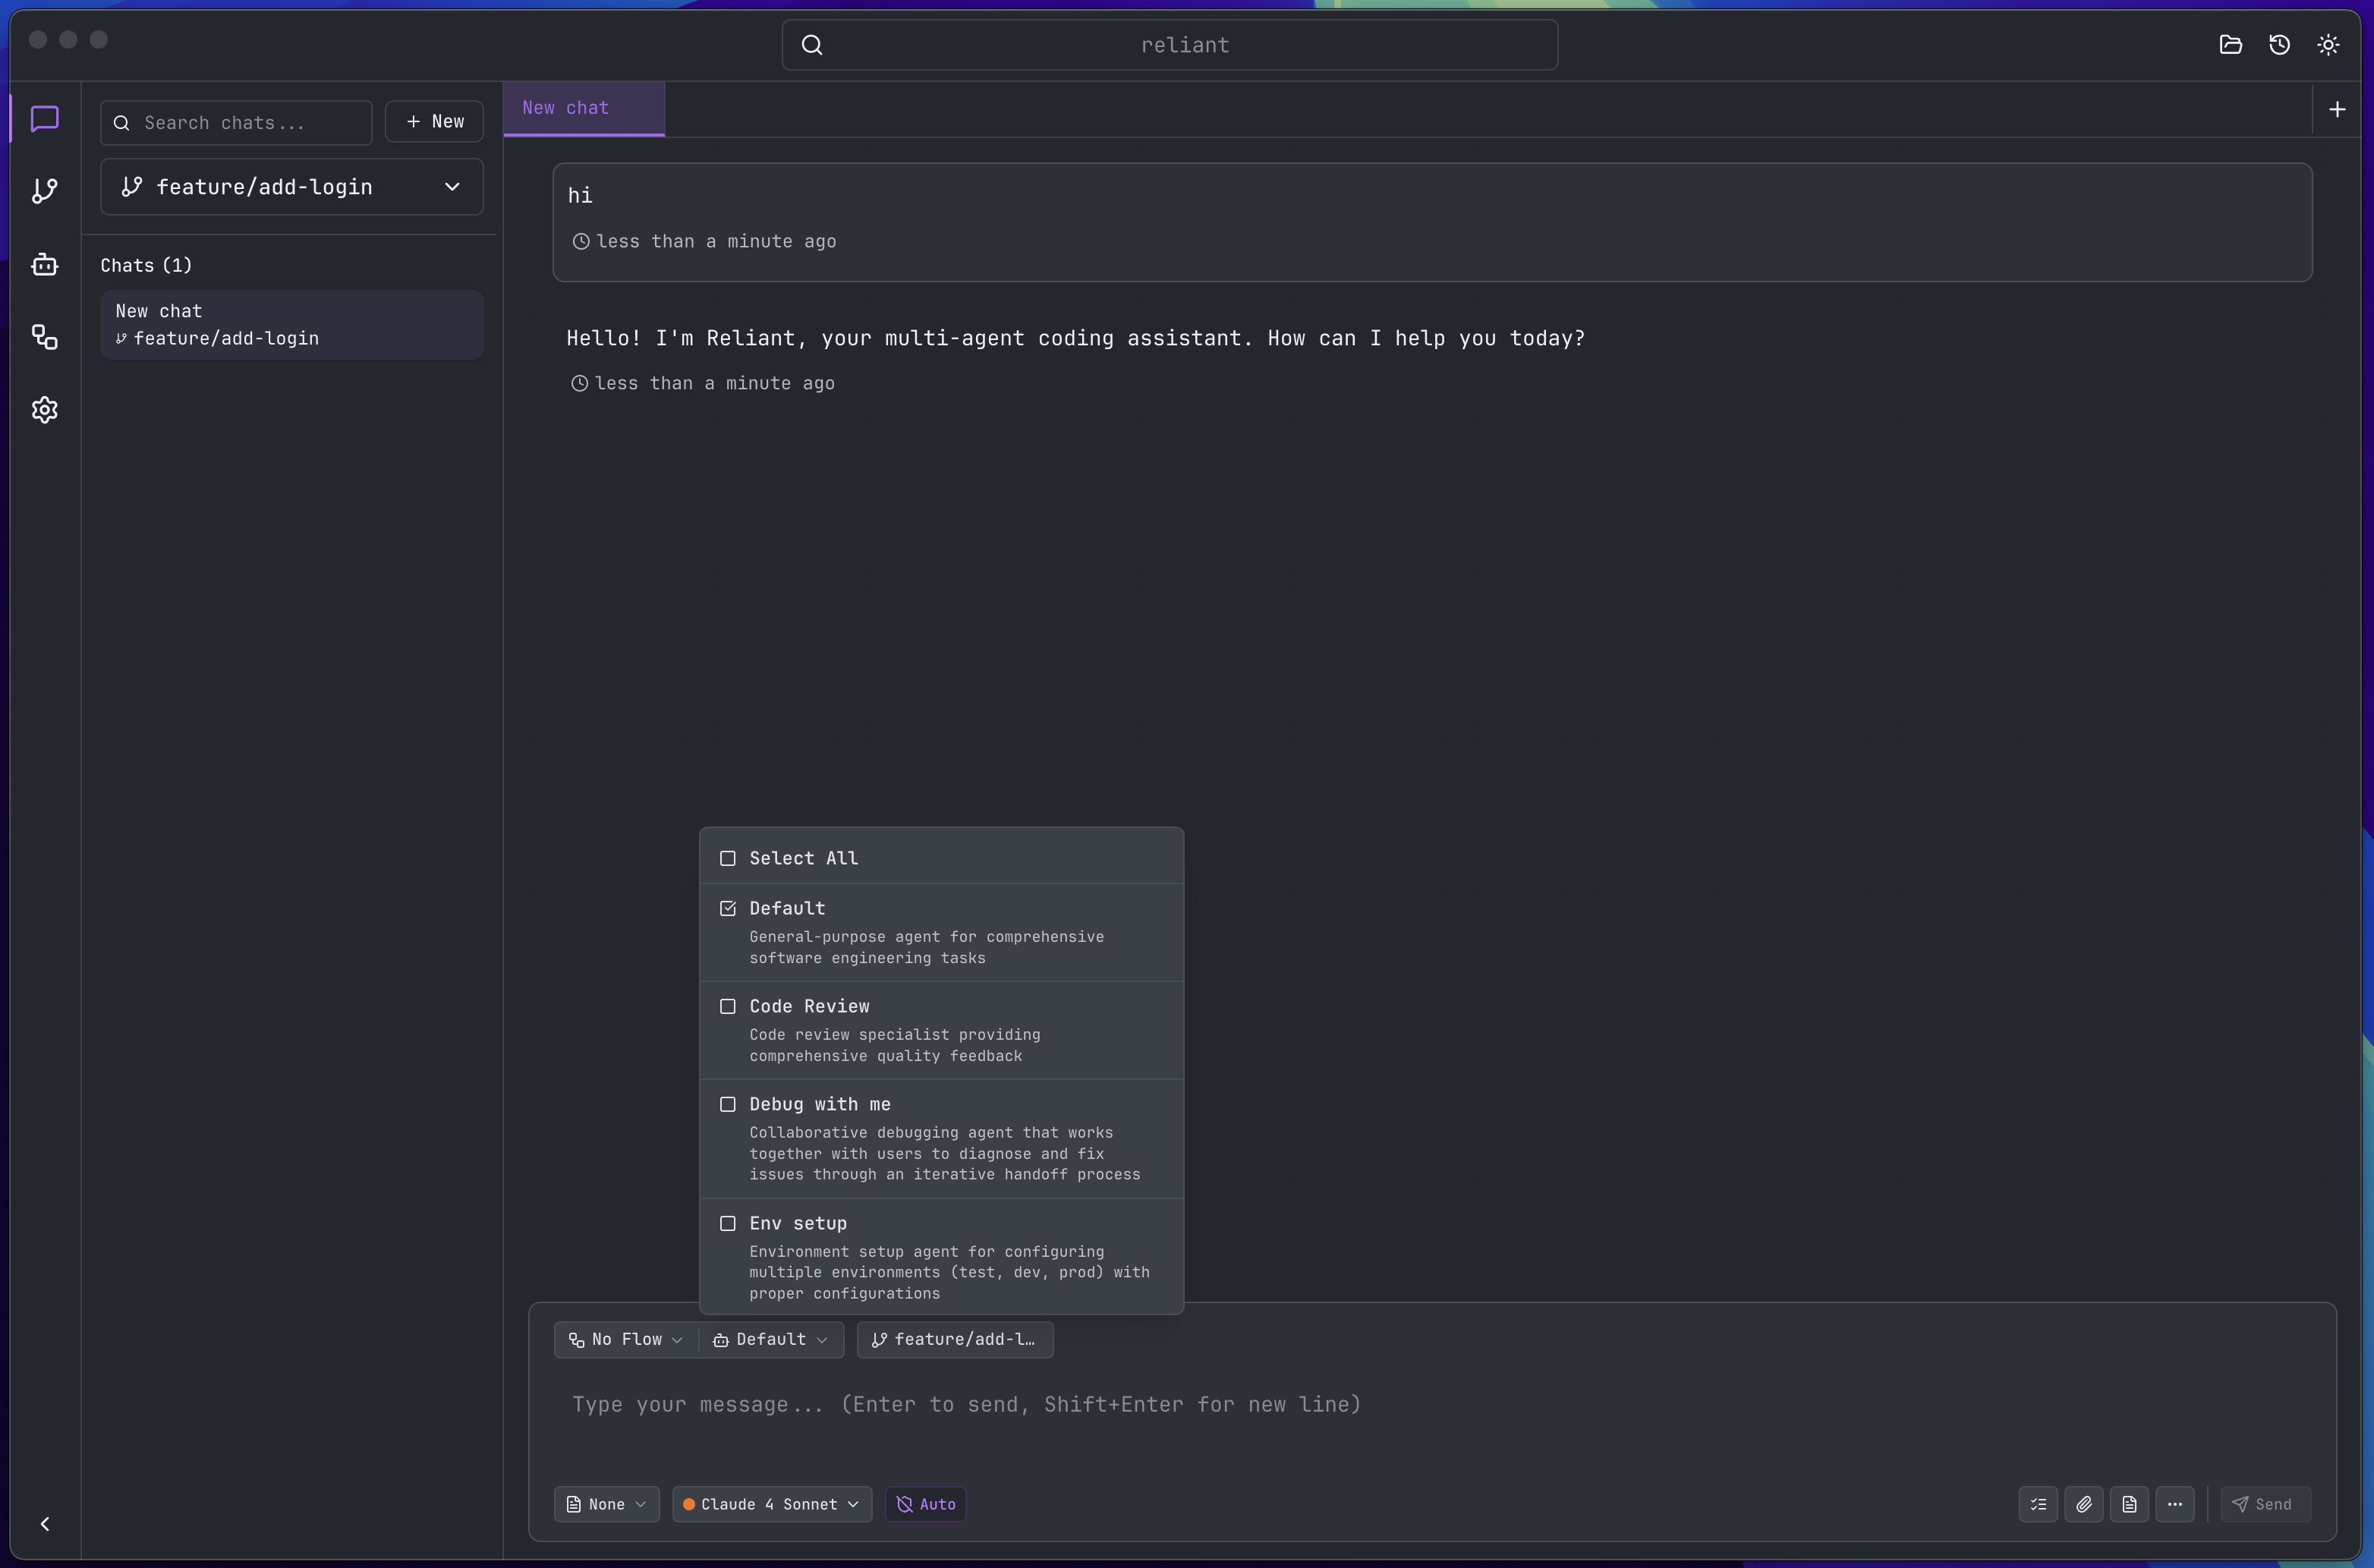 reliant
Search chats...
+ New
feature/add-login
Chats (1)
New chat
feature/add-login
New chat
hi
less than a minute ago
Hello! I'm Reliant, your multi-agent coding assistant. How can I help you today?
less than a minute ago
Select All
Default
General-purpose agent for comprehensive
software engineering tasks
Code Review
Code review specialist providing
comprehensive quality feedback
Debug with me
Collaborative debugging agent that works
together with users to diagnose and fix
issues through an iterative handoff process
Env setup
Environment setup agent for configuring
multiple environments (test, dev, prod) with
proper configurations
No Flow
Default
feature/add-l…
Type your message... (Enter to send, Shift+Enter for new line)
None
Claude 4 Sonnet
Auto
Send